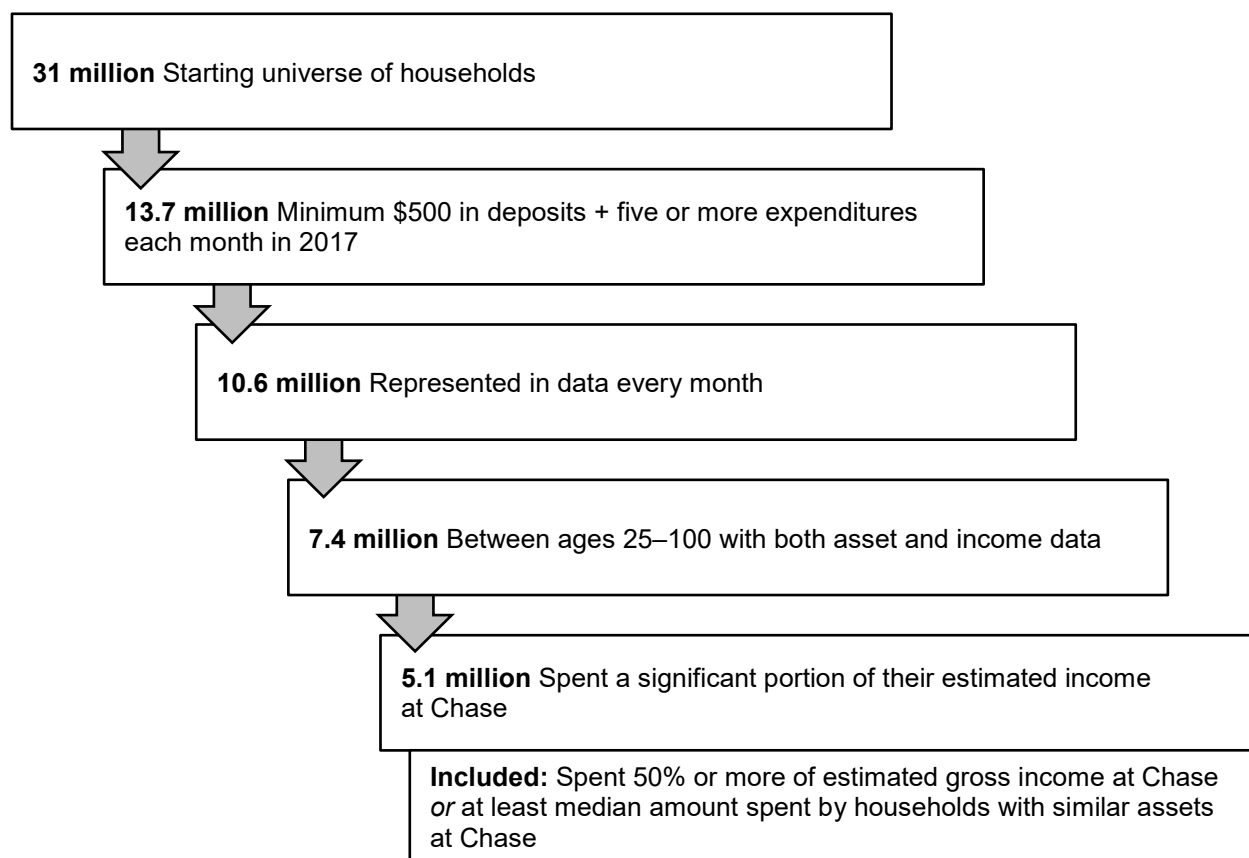 31 million Starting universe of households
13.7 million Minimum $500 in deposits + five or more expenditures
each month in 2017
10.6 million Represented in data every month
7.4 million Between ages 25–100 with both asset and income data
5.1 million Spent a significant portion of their estimated income
at Chase
Included: Spent 50% or more of estimated gross income at Chase
or at least median amount spent by households with similar assets
at Chase